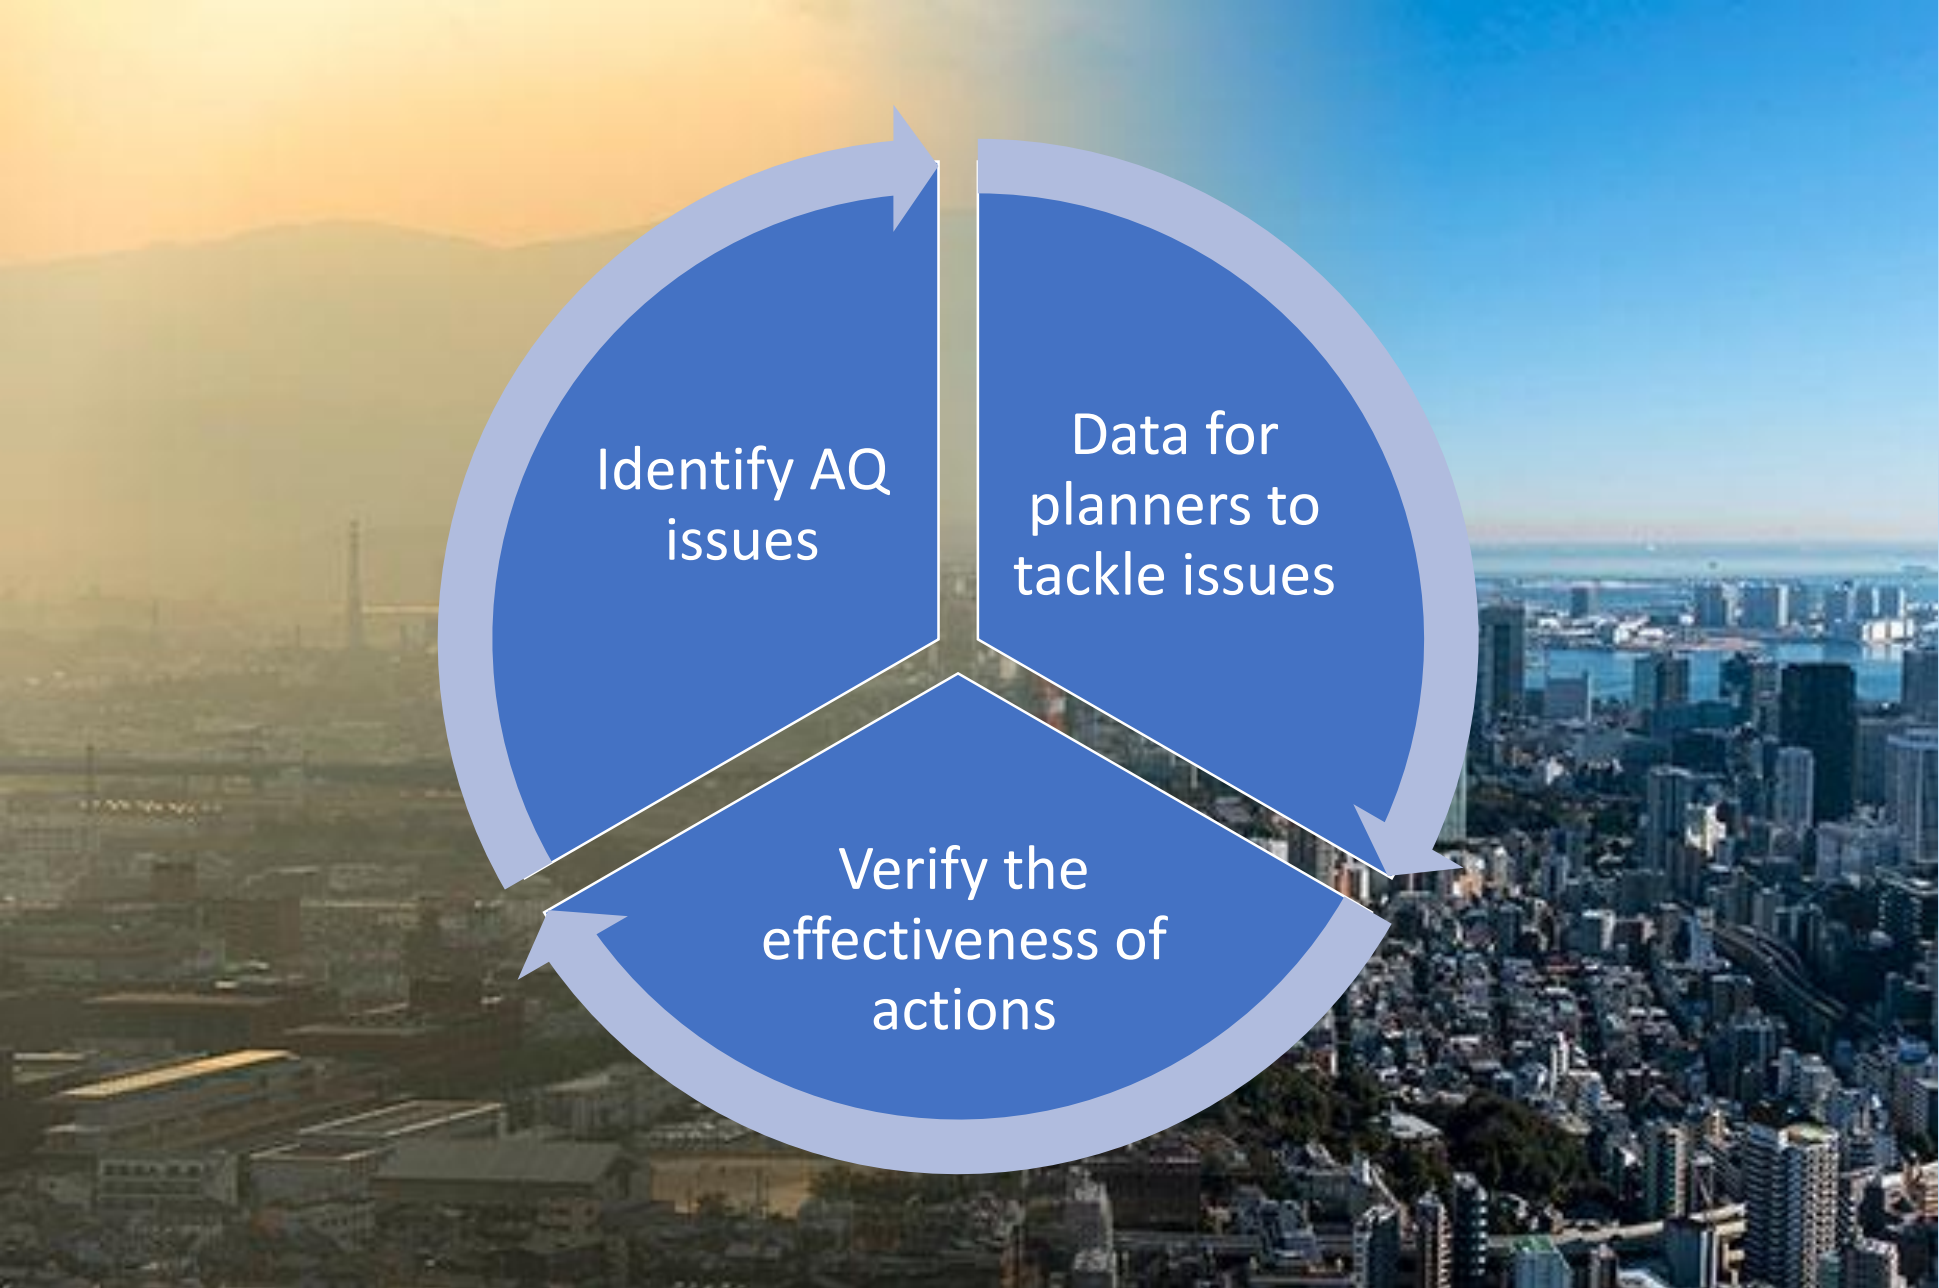 Identify AQ
issues
Data for
planners to
tackle issues
Verify the
effectiveness of
actions